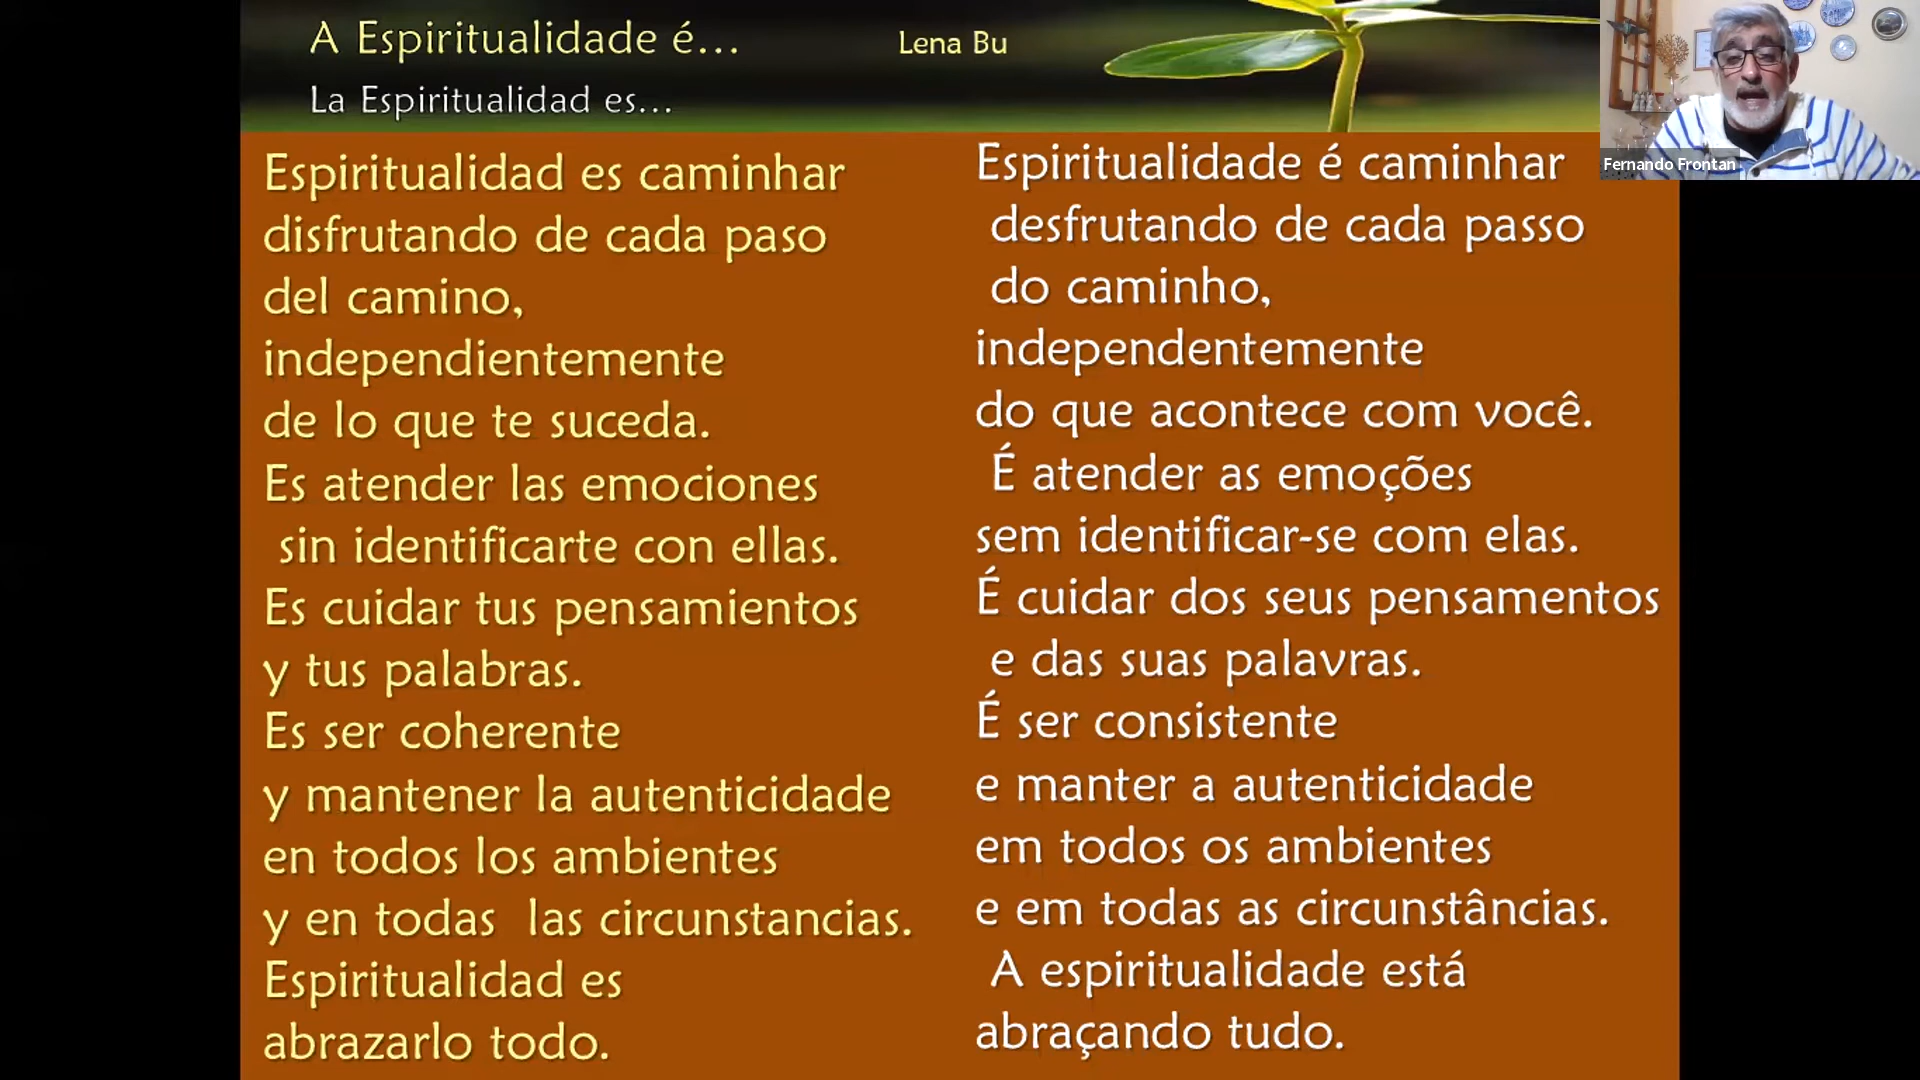 A Espiritualidade é...
Lena Bu
La Espiritualidad es...
Fernando Frontan
Espiritualidad es caminhar
disfrutando de cada paso
del camino,
independientemente
de lo que te suceda.
Es atender las emociones
sin identificarte con ellas.
Es cuidar tus pensamientos
y tus palabras.
Es ser coherente
y mantener la autenticidade
en todos los ambientes
y en todas las circunstancias.
Espiritualidad es
abrazarlo todo.
Espiritualidade é caminhar
desfrutando de cada passo
do caminho,
independentemente
do que acontece com você.
É atender as emoções
sem identificar-se com elas.
É cuidar dos seus pensamentos
e das suas palavras.
É ser consistente
e manter a autenticidade
em todos os ambientes
e em todas as circunstâncias.
A espiritualidade está
abraçando tudo.